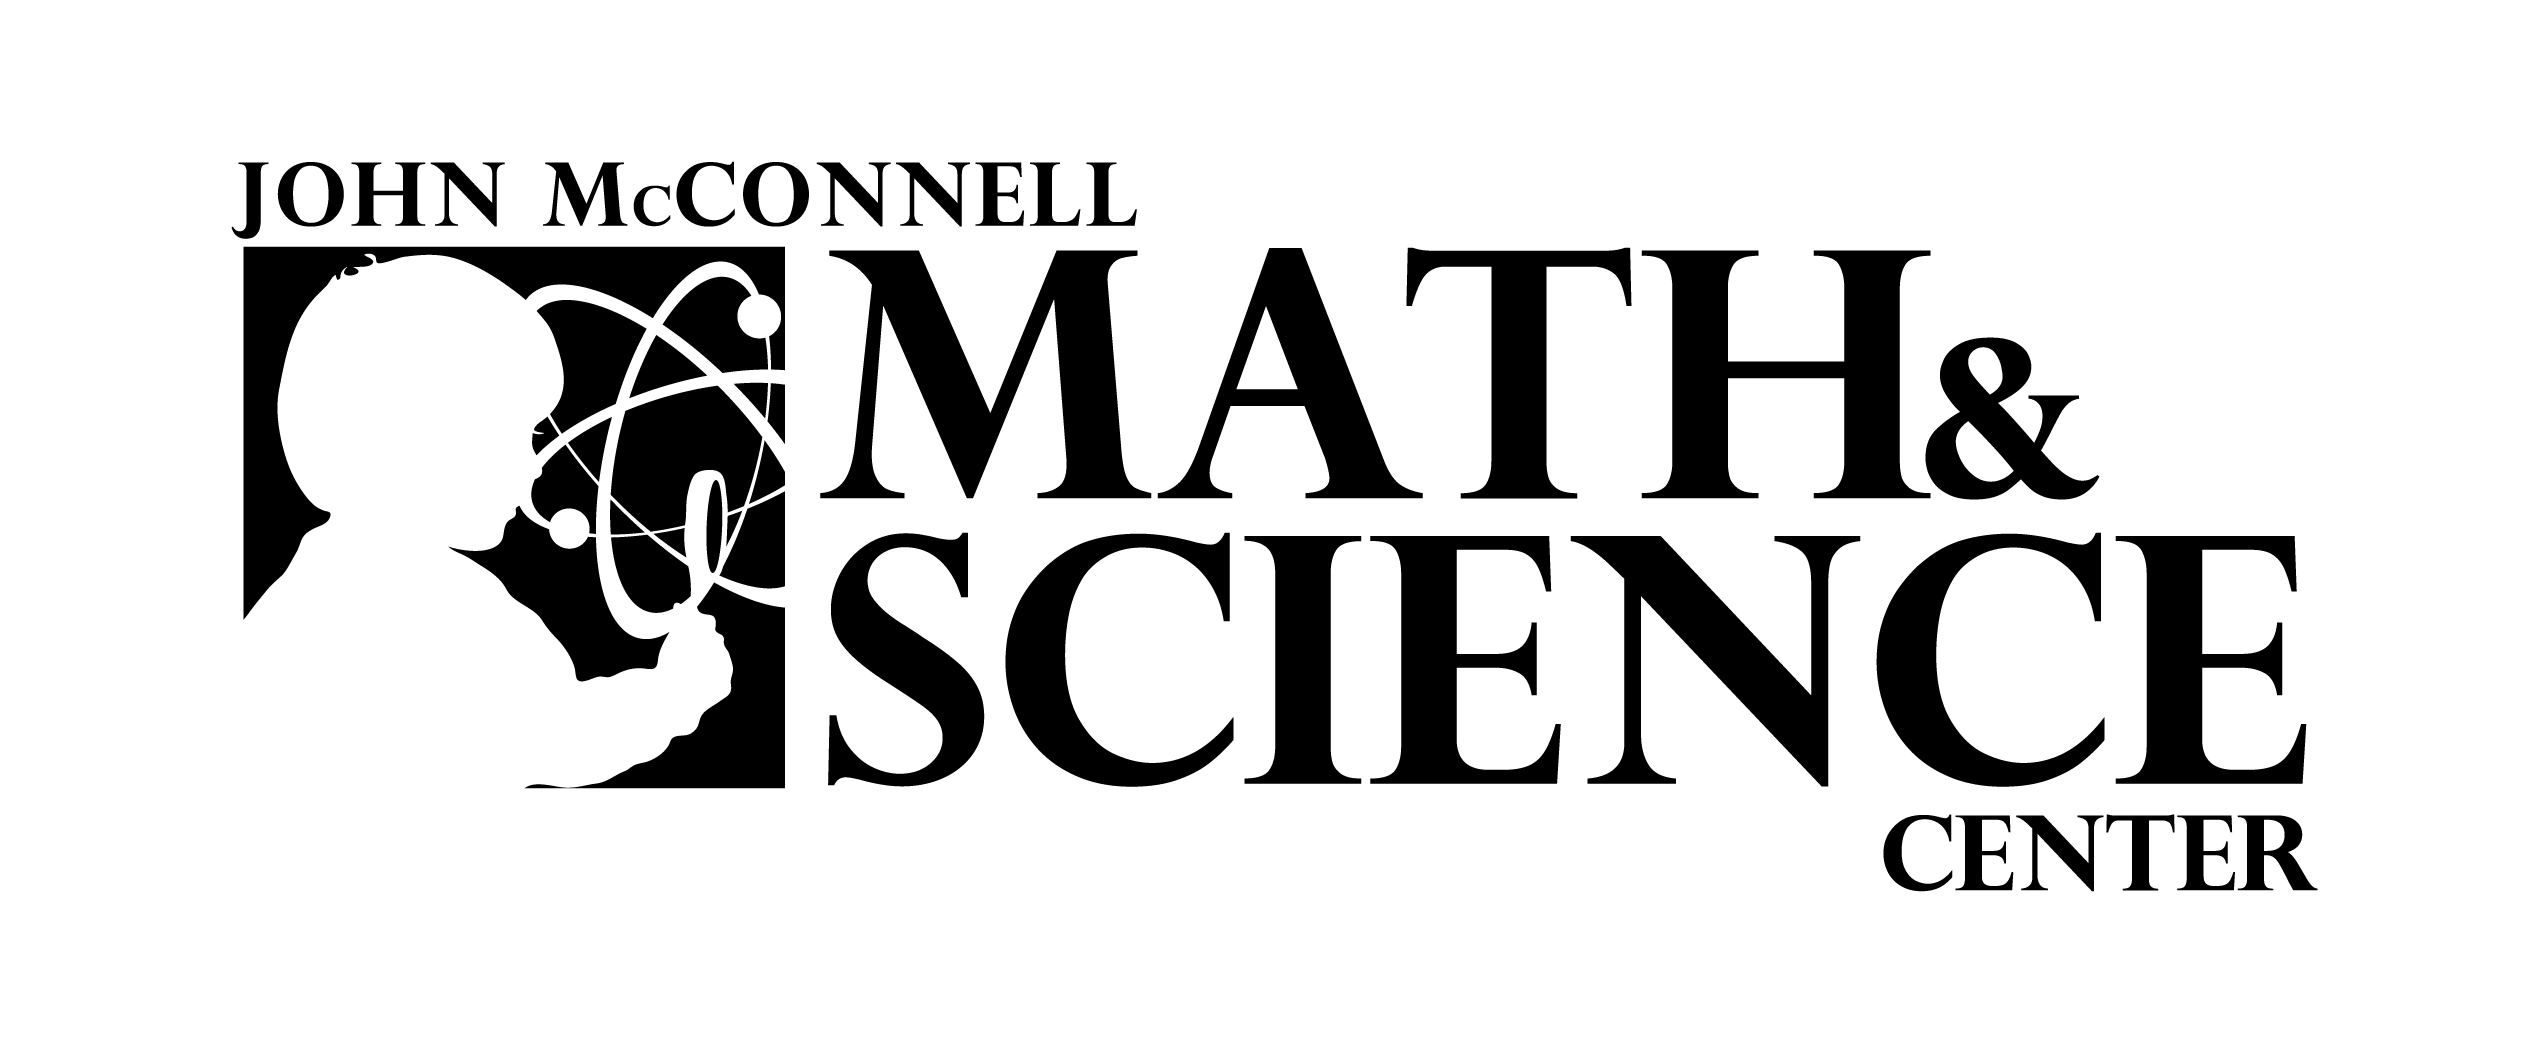 JOHN McCONNELL
MATH &
SCIENCE
CENTER